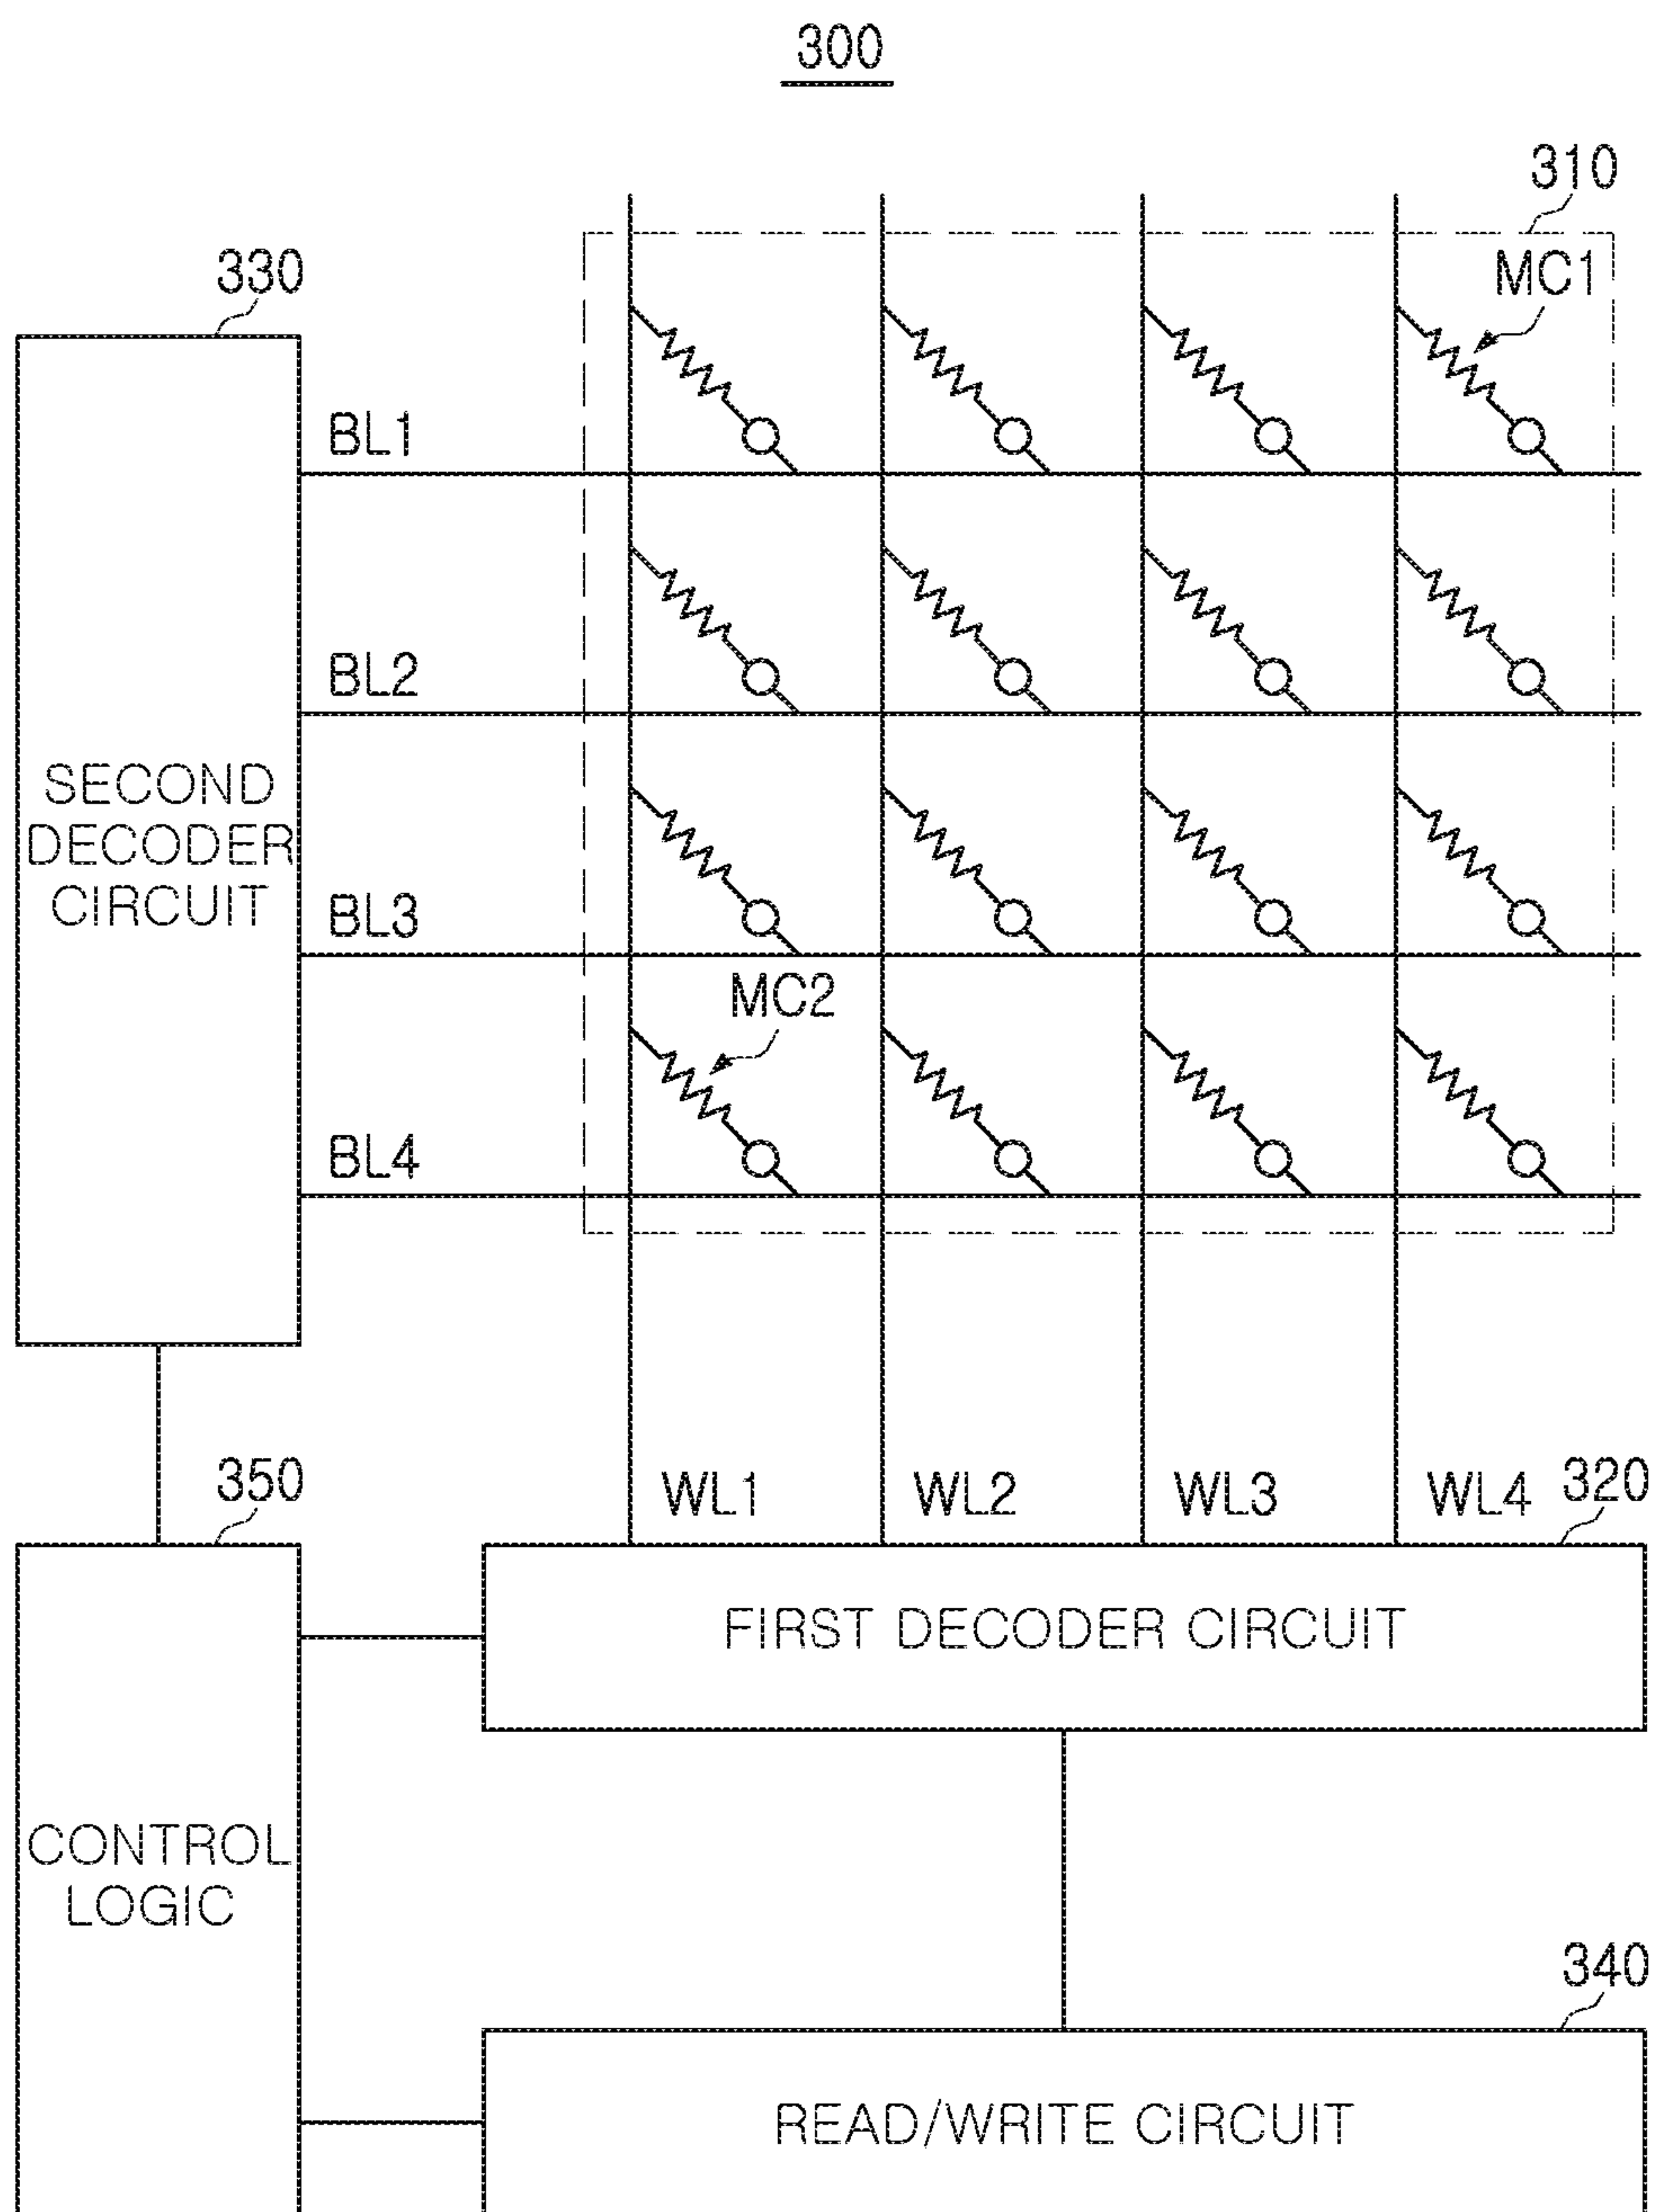 300
310
MC1
330
BL1
BL2
SECOND
DECODER
CIRCUIT
BL3
MC2
BL4
350
WL1 WL2 WL3 WL4 320
FIRST DECODER CIRCUIT
CONTROL
LOGIC
340
READ/WRITE CIRCUIT